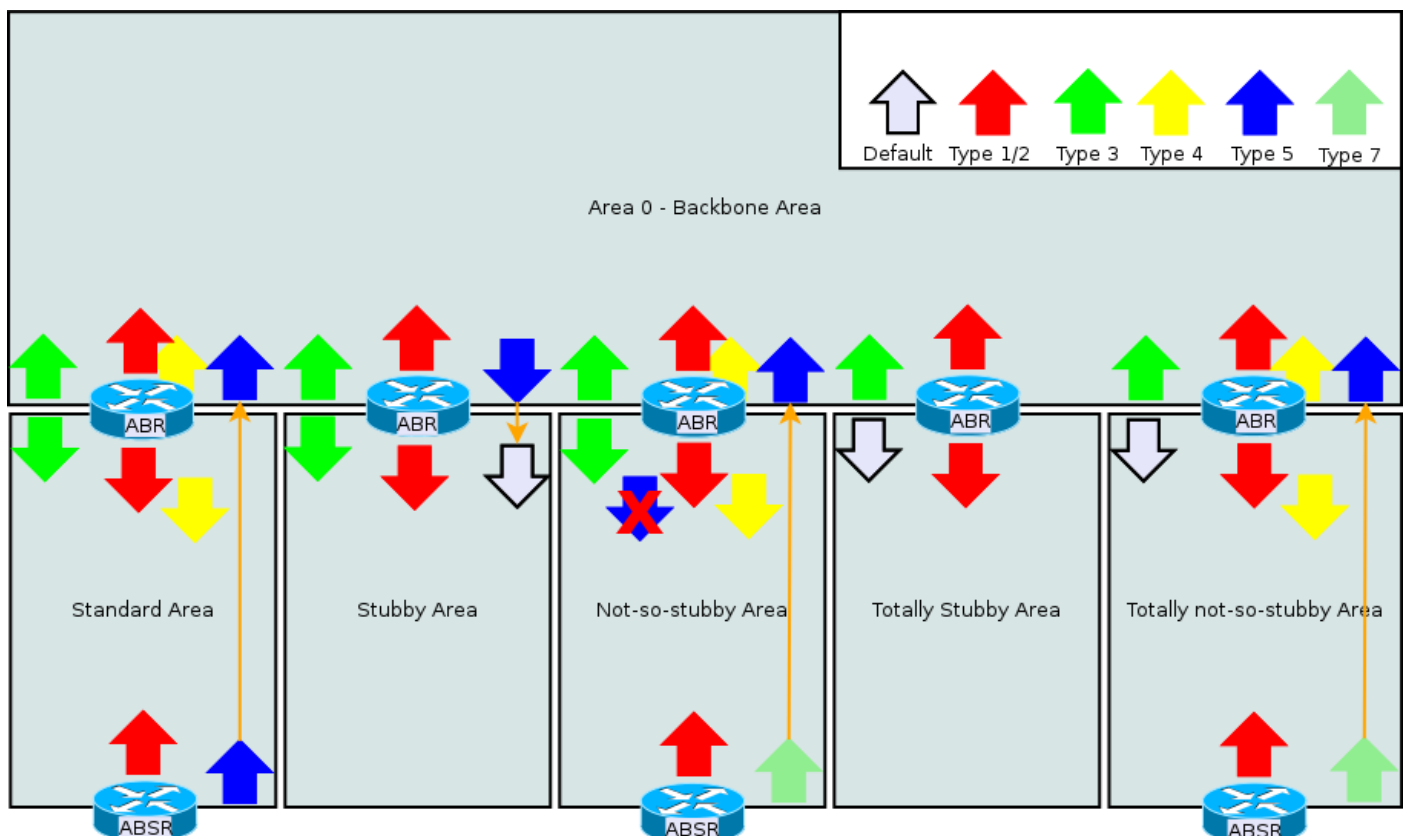 Default Type 1/2 Type 3 Type 4 Type 5 Type 7
Area 0 - Backbone Area
ABR ABR ABR ABR ABR
X
Standard Area Stubby Area Not-so-stubby Area Totally Stubby Area Totally not-so-stubby Area
ABSR ABSR ABSR